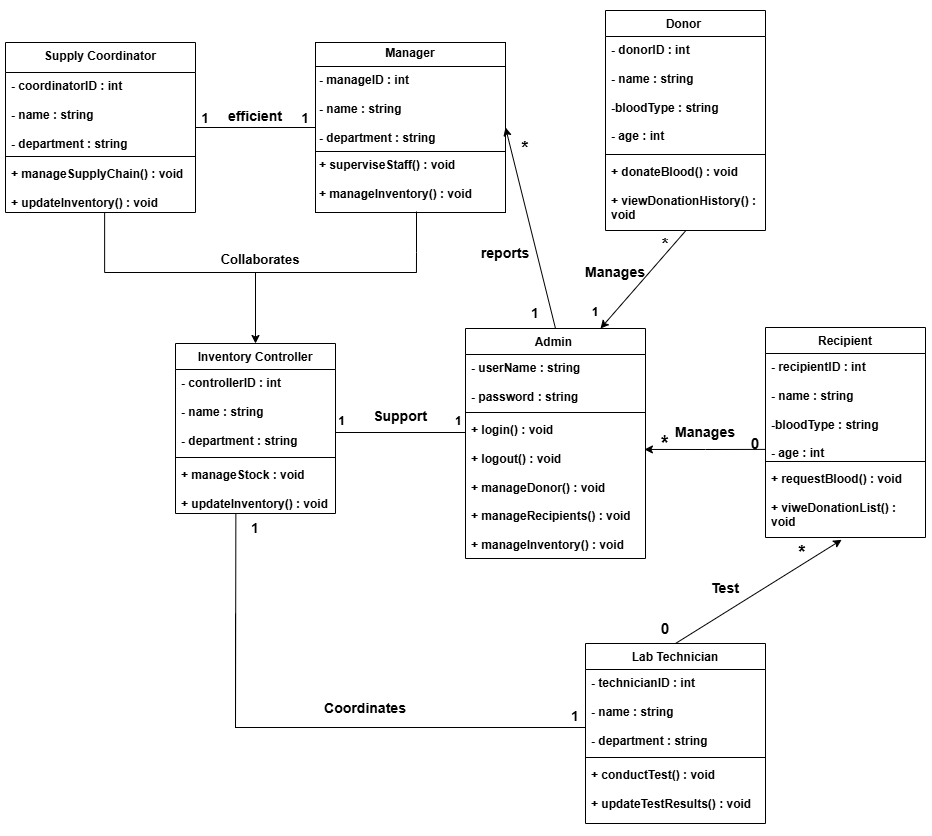 Supply Coordinator
- coordinatorID : int
- name : string
- department : string
+ manageSupplyChain() : void
+ updateInventory() : void
1
efficient
1
Manager
- manageID : int
- name : string
- department : string
+ superviseStaff() : void
+ manageInventory() : void
Donor
- donorID : int
- name : string
-bloodType : string
- age : int
+ donateBlood() : void
+ viewDonationHistory() :
void
*
reports
1
*
Manages
1
Collaborates
Inventory Controller
- controllerID : int
- name : string
- department : string
+ manageStock : void
+ updateInventory() : void
1
Support
1
Admin
- userName : string
- password : string
+ login() : void
+ logout() : void
+ manageDonor() : void
+ manageRecipients() : void
+ manageInventory() : void
*
Manages
0
Recipient
- recipientID : int
- name : string
-bloodType : string
- age : int
+ requestBlood() : void
+ viweDonationList() :
void
1
*
Test
0
Coordinates
1
Lab Technician
- technicianID : int
- name : string
- department : string
+ conductTest() : void
+ updateTestResults() : void